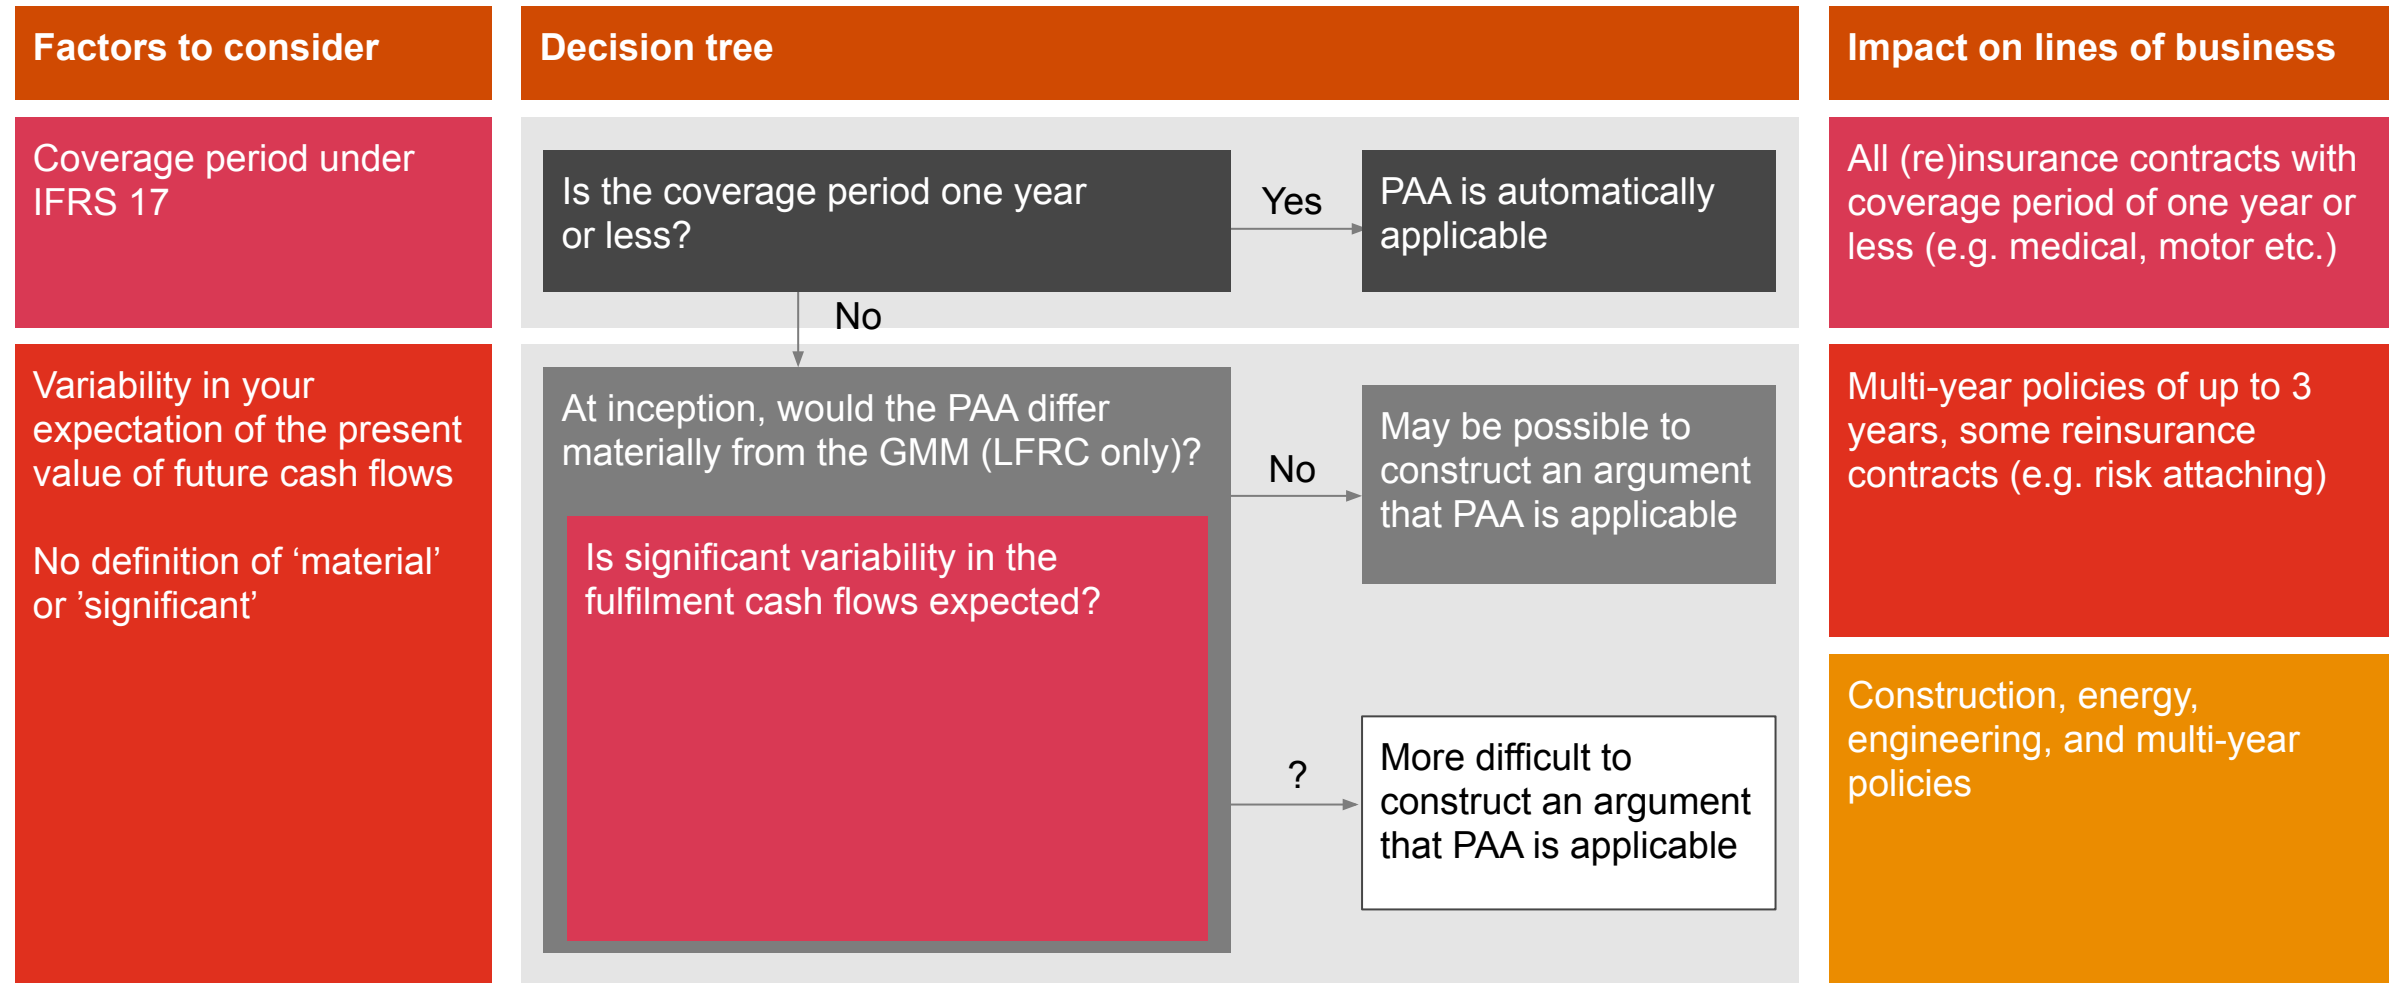 Factors to consider
Decision tree
Impact on lines of business
Coverage period under
IFRS 17
Is the coverage period one year
or less?
Yes
PAA is automatically
applicable
All (re)insurance contracts with
coverage period of one year or
less (e.g. medical, motor etc.)
No
Variability in your
expectation of the present
value of future cash flows
No definition of ‘material’
or ’significant’
At inception, would the PAA differ
materially from the GMM (LFRC only)?
Is significant variability in the
fulfilment cash flows expected?
No
May be possible to
construct an argument
that PAA is applicable
?
More difficult to
construct an argument
that PAA is applicable
Multi-year policies of up to 3
years, some reinsurance
contracts (e.g. risk attaching)
Construction, energy,
engineering, and multi-year
policies